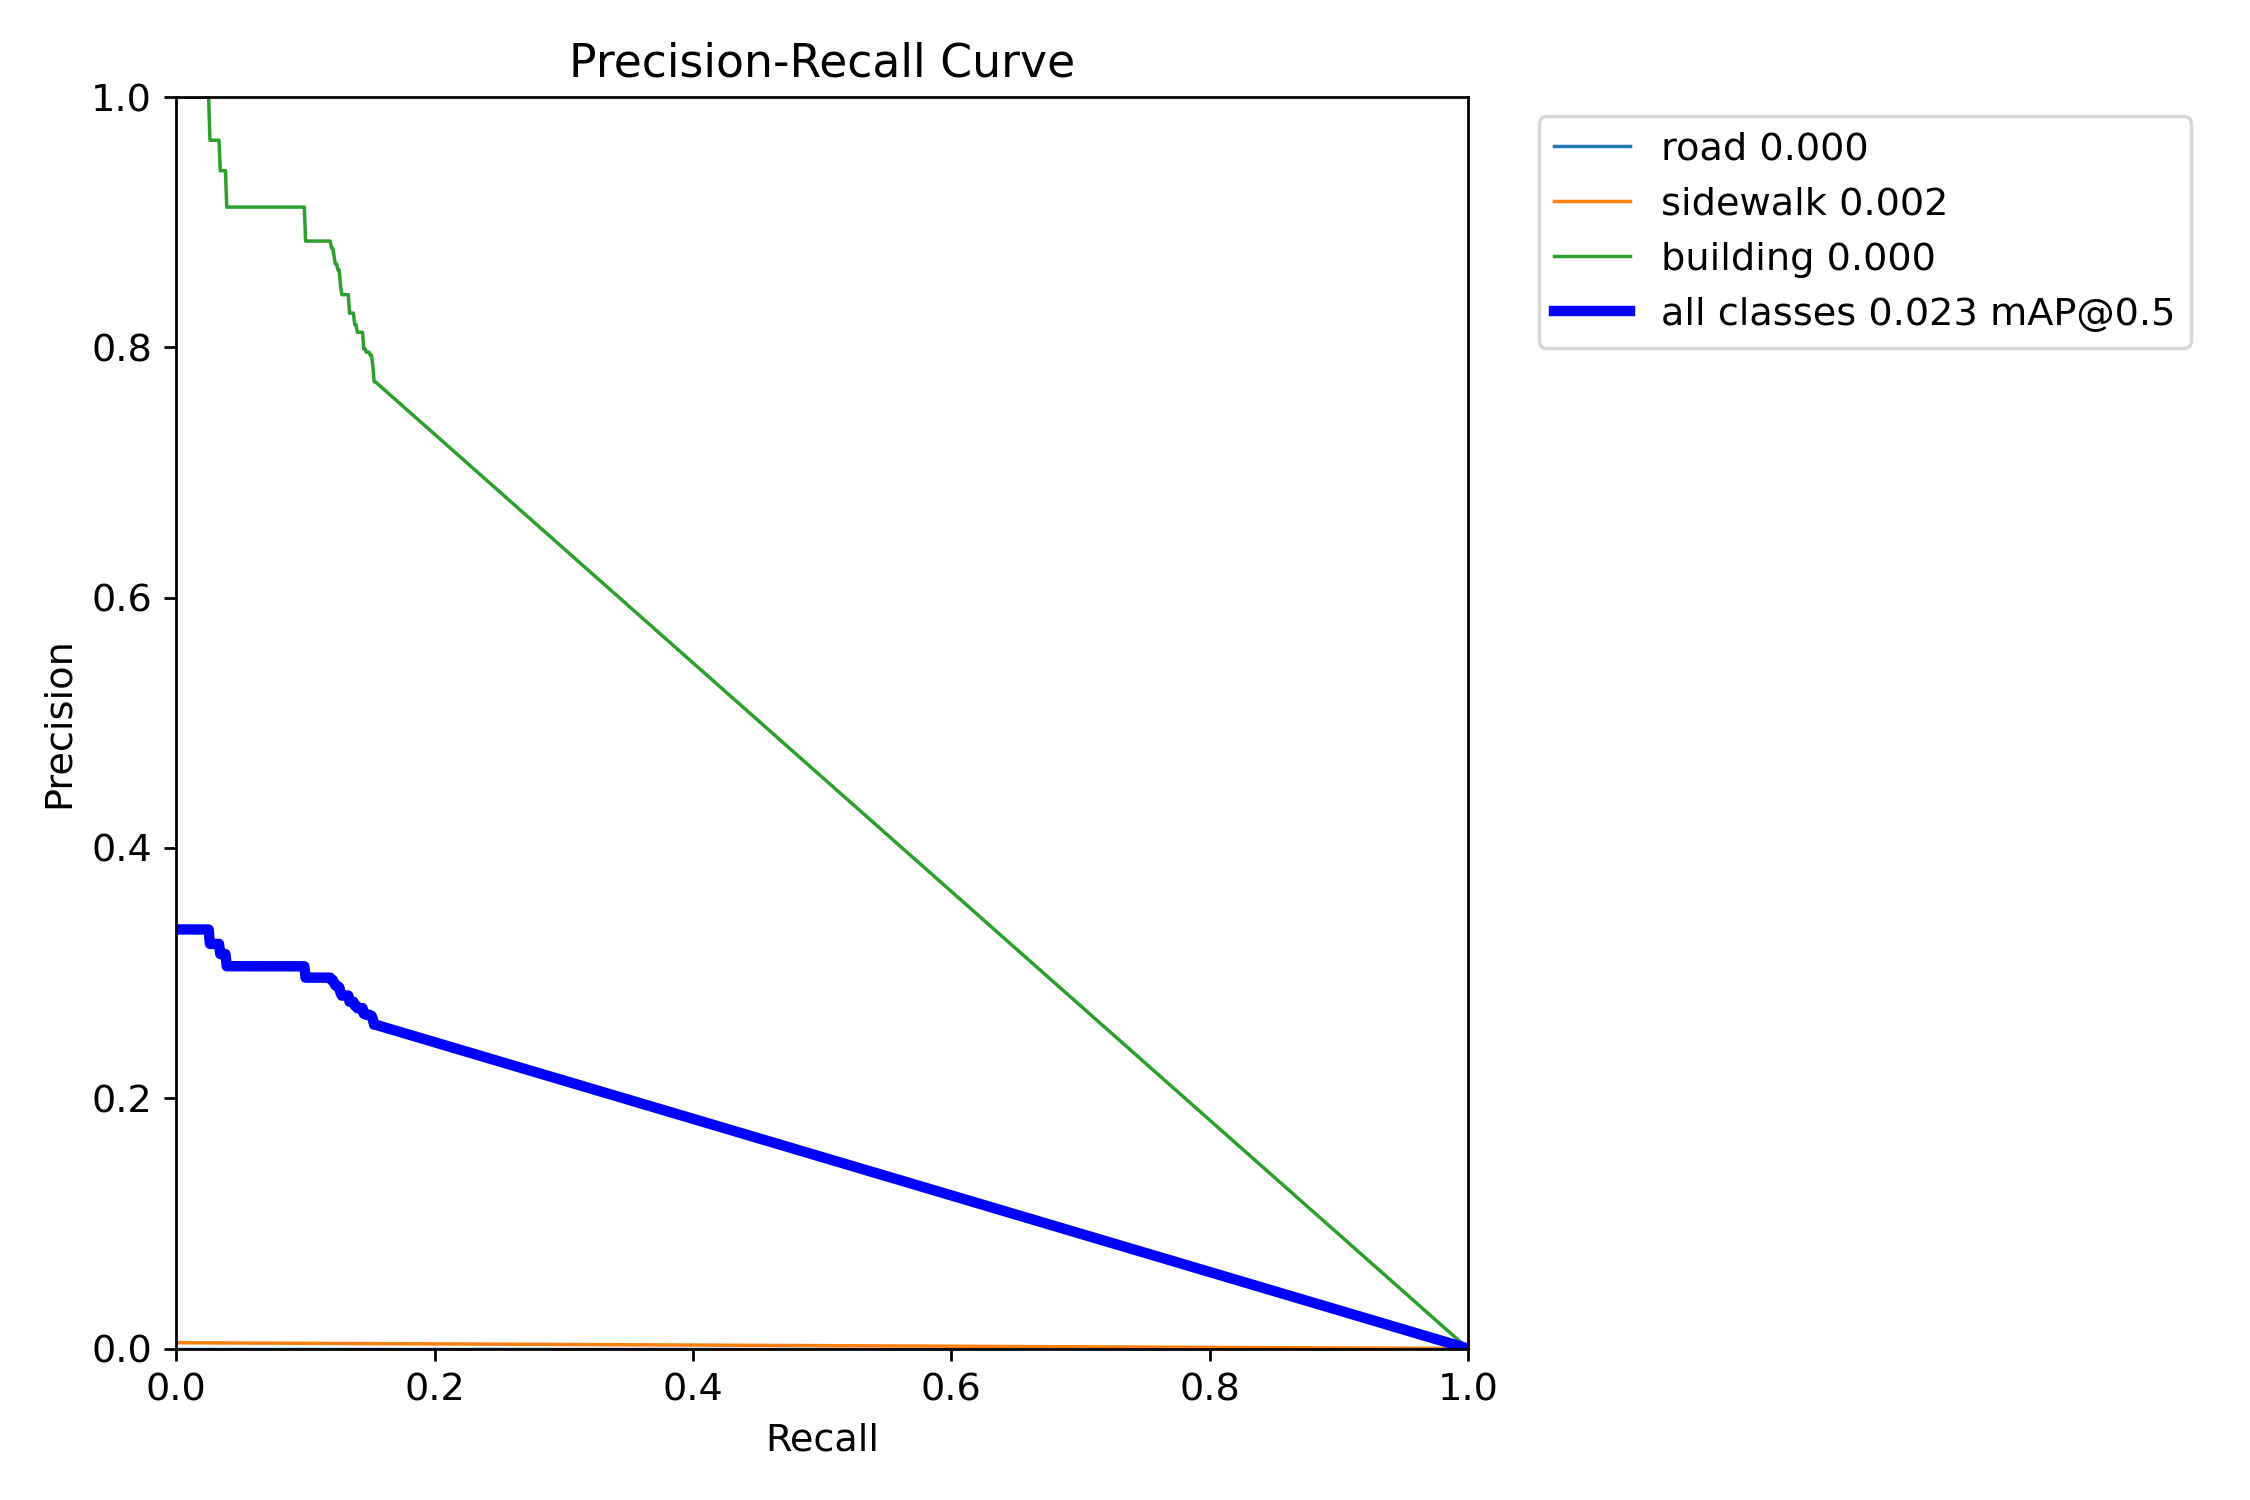 Precision-Recall Curve
1.0
0.8
0.6
0.4
0.2
0.0
Precision
0.0 0.2 0.4 0.6 0.8 1.0
Recall
road 0.000
sidewalk 0.002
building 0.000
all classes 0.023 mAP@0.5